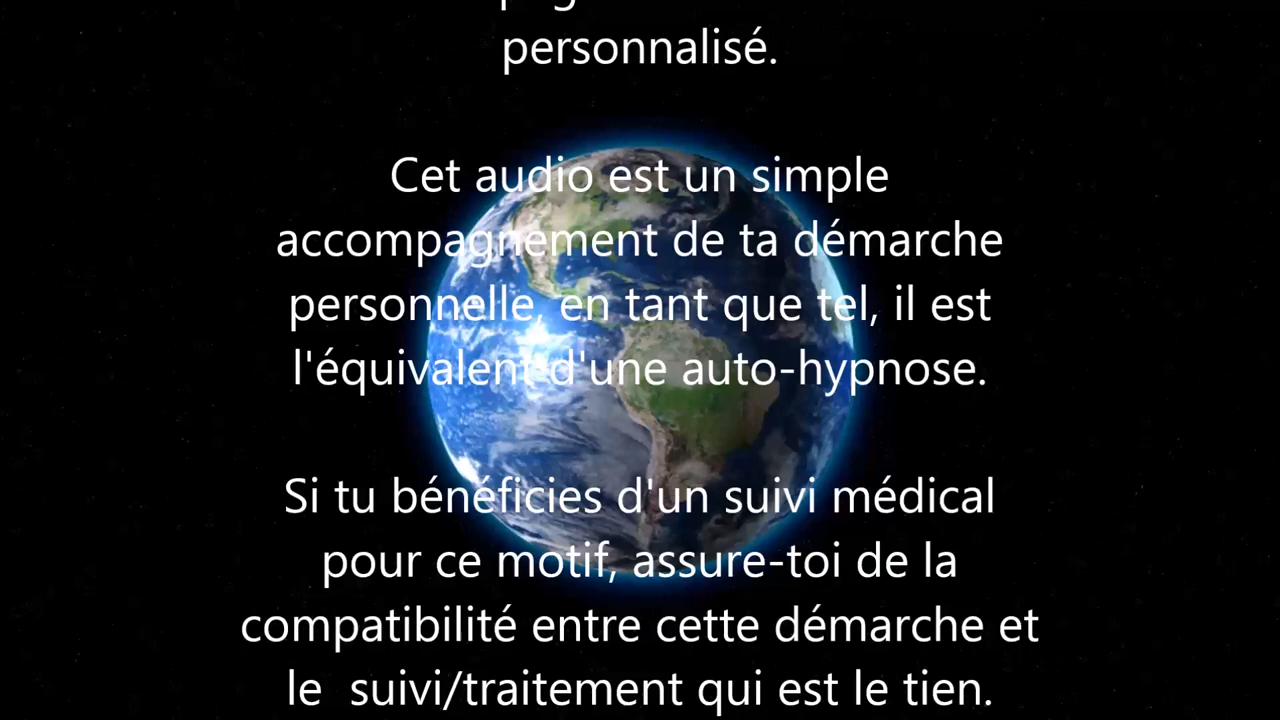 personnalisé.
Cet audio est un simple
accompagnement de ta démarche
personnelle, en tant que tel, il est
l'équivalent d'une auto-hypnose.
Si tu bénéficies d'un suivi médical
pour ce motif, assure-toi de la
compatibilité entre cette démarche et
le  suivi/traitement qui est le tien.